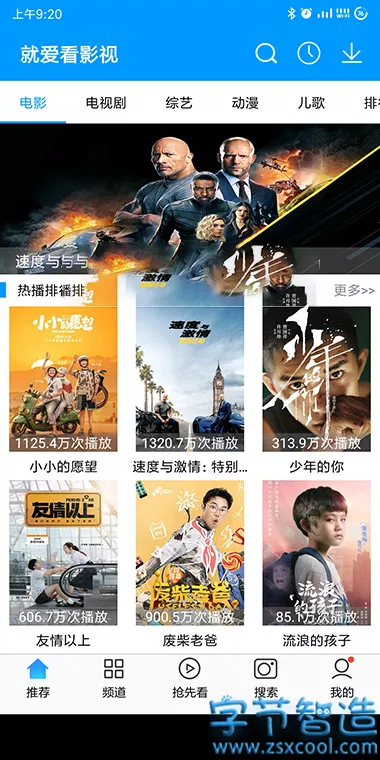 上午9:20
76
就爱看影视
电影 电视剧 综艺 动漫 儿歌
速度与与与
热播排
更多>>
小小的愿望
1125.4万次播放
小小的愿望
速度与激情
1320.7万次播放
速度与激情:特别...
少年的你
313.9万次播放
少年的你
友情以上
606.7万次播放
友情以上
废柴老爸
900.5万次播放
废柴老爸
流浪的孩子
85.1万次播放
流浪的孩子
推荐 频道 抢先看 搜索 我的
字节智造
www.zsxcool.com